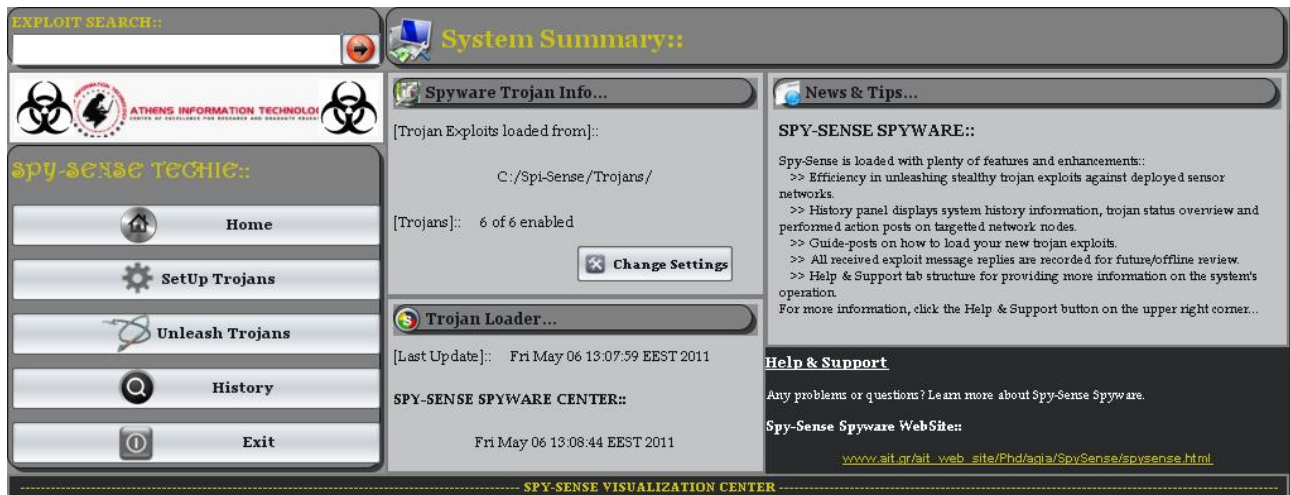 EXPLOIT SEARCH::
System Summary::
ATHENS INFORMATION TECHNOLO
CENTER OF EXCELLENCE FOR RESEARCH AND GRADUATE EDUCA
SPY-SENSE TECHIE::
Home
SetUp Trojans
Unleash Trojans
History
Exit
Spyware Trojan Info...
[Trojan Exploits loaded from]::
C:/Spi-Sense/Trojans/
[Trojans]:: 6 of 6 enabled
Change Settings
Trojan Loader...
[Last Update]:: Fri May 06 13:07:59 EEST 2011
SPY-SENSE SPYWARE CENTER::
Fri May 06 13:08:44 EEST 2011
News & Tips...
SPY-SENSE SPYWARE::
Spy-Sense is loaded with plenty of features and enhancements::
>> Efficiency in unleashing stealthy trojan exploits against deployed sensor
networks.
>> History panel displays system history information, trojan status overview and
performed action posts on targetted network nodes.
>> Guide-posts on how to load your new trojan exploits.
>> All received exploit message replies are recorded for future/offline review.
>> Help & Support tab structure for providing more information on the system's
operation.
For more information, click the Help & Support button on the upper right corner...
Help & Support
Any problems or questions? Learn more about Spy-Sense Spyware.
Spy-Sense Spyware WebSite::
www.ait.gr/ait_web_site/Phd/agia/SpySense/spysense.html
SPY-SENSE VISUALIZATION CENTER